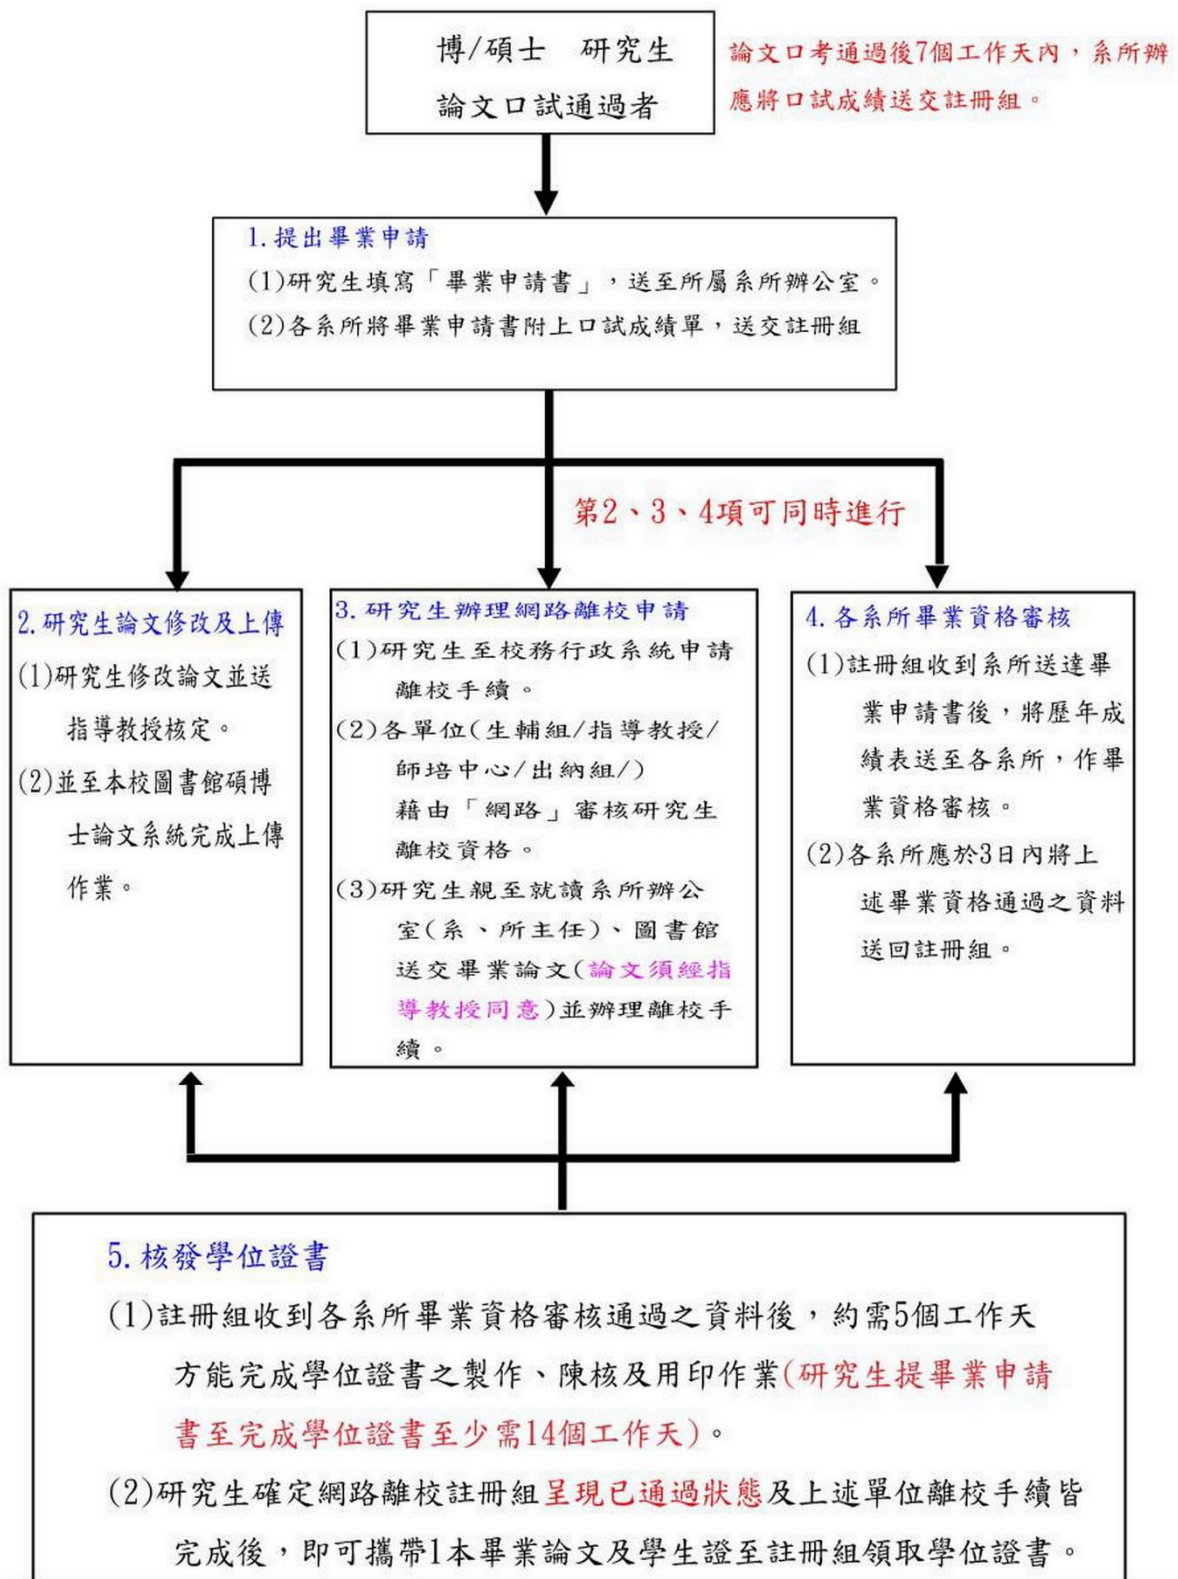 博/碩士　研究生
論文口試通過者
論文口考通過後7個工作天內，系所辦
應將口試成績送交註冊組。
1.提出畢業申請
(1)研究生填寫「畢業申請書」，送至所屬系所辦公室。
(2)各系所將畢業申請書附上口試成績單，送交註冊組
第2、3、4項可同時進行
2.研究生論文修改及上傳
(1)研究生修改論文並送
指導教授核定。
(2)並至本校圖書館碩博
士論文系統完成上傳
作業。
3.研究生辦理網路離校申請
(1)研究生至校務行政系統申請
離校手續。
(2)各單位(生輔組/指導教授/
師培中心/出納組/)
藉由「網路」審核研究生
離校資格。
(3)研究生親至就讀系所辦公
室(系、所主任)、圖書館
送交畢業論文(論文須經指
導教授同意)並辦理離校手
續。
4.各系所畢業資格審核
(1)註冊組收到系所送達畢
業申請書後，將歷年成
績表送至各系所，作畢
業資格審核。
(2)各系所應於3日內將上
述畢業資格通過之資料
送回註冊組。
5.核發學位證書
(1)註冊組收到各系所畢業資格審核通過之資料後，約需5個工作天
方能完成學位證書之製作、陳核及用印作業(研究生提畢業申請
書至完成學位證書至少需14個工作天)。
(2)研究生確定網路離校註冊組呈現已通過狀態及上述單位離校手續皆
完成後，即可攜帶1本畢業論文及學生證至註冊組領取學位證書。